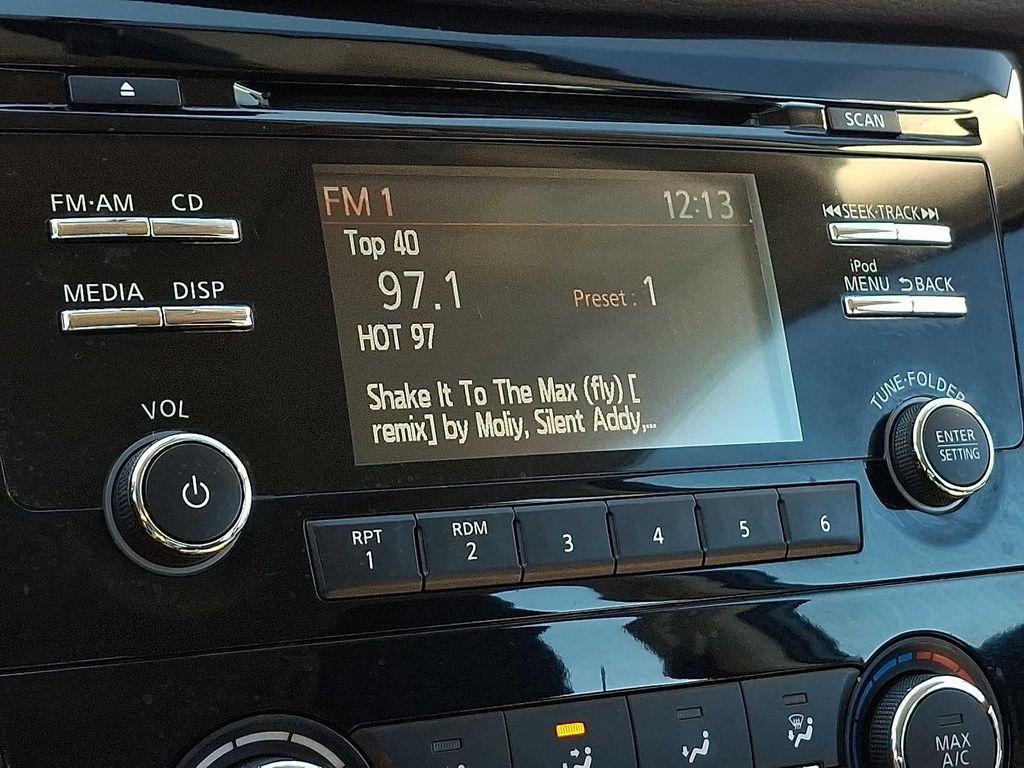 SCAN
FM·AM CD
MEDIA DISP
VOL
FM 1 12:13
Top 40
97.1 Preset : 1
HOT 97
Shake It To The Max (fly) [
remix] by Moliy, Silent Addy,...
SEEK·TRACK
iPod
MENU BACK
TUNE·FOLDER
ENTER
SETTING
RPT
1
RDM
2
3
4
5
6
MAX
A/C